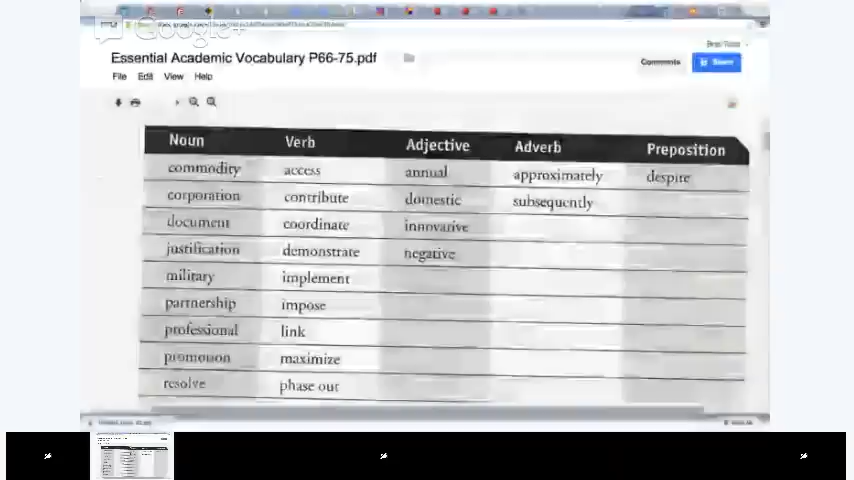 Google+
Essential Academic Vocabulary P66-75.pdf
Comments
Share
File Edit View Help
Noun Verb Adjective Adverb Preposition
commodity access annual approximately despite
corporation contribute domestic subsequently
document coordinate innovative
justification demonstrate negative
military implement
partnership impose
professional link
promotion maximize
resolve phase out